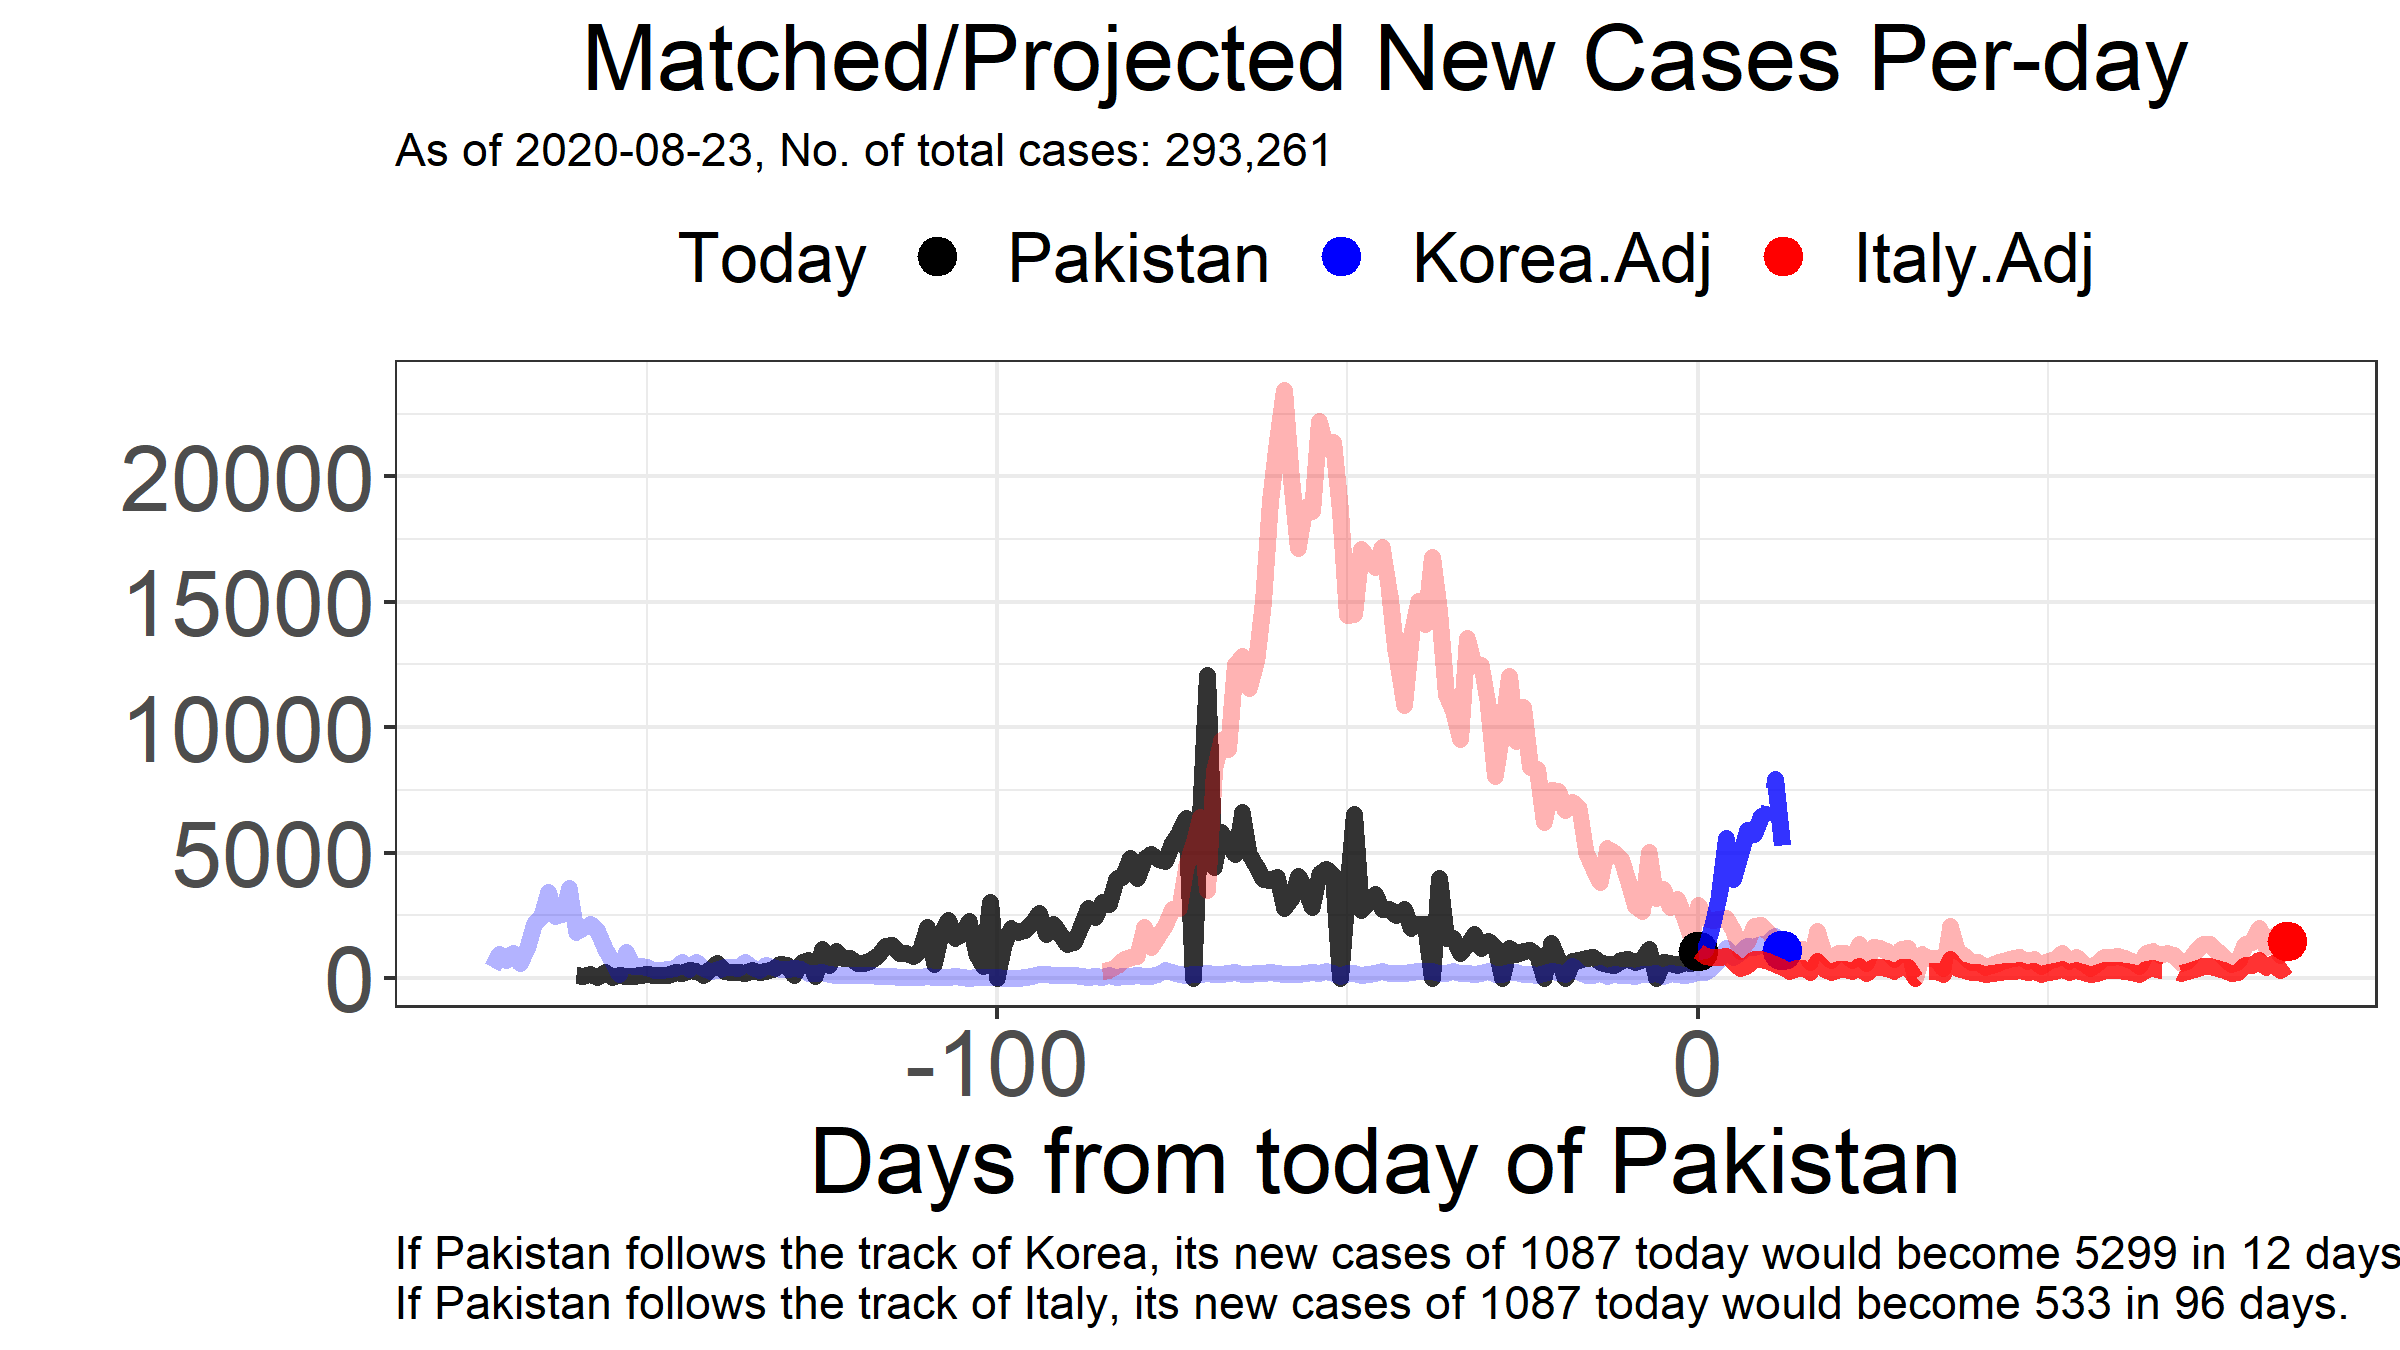 Matched/Projected New Cases Per-day
As of 2020-08-23, No. of total cases: 293,261
Today Pakistan Korea.Adj Italy.Adj
20000
15000
10000
5000
0
-100 0
Days from today of Pakistan
If Pakistan follows the track of Korea, its new cases of 1087 today would become 5299 in 12 days
If Pakistan follows the track of Italy, its new cases of 1087 today would become 533 in 96 days.